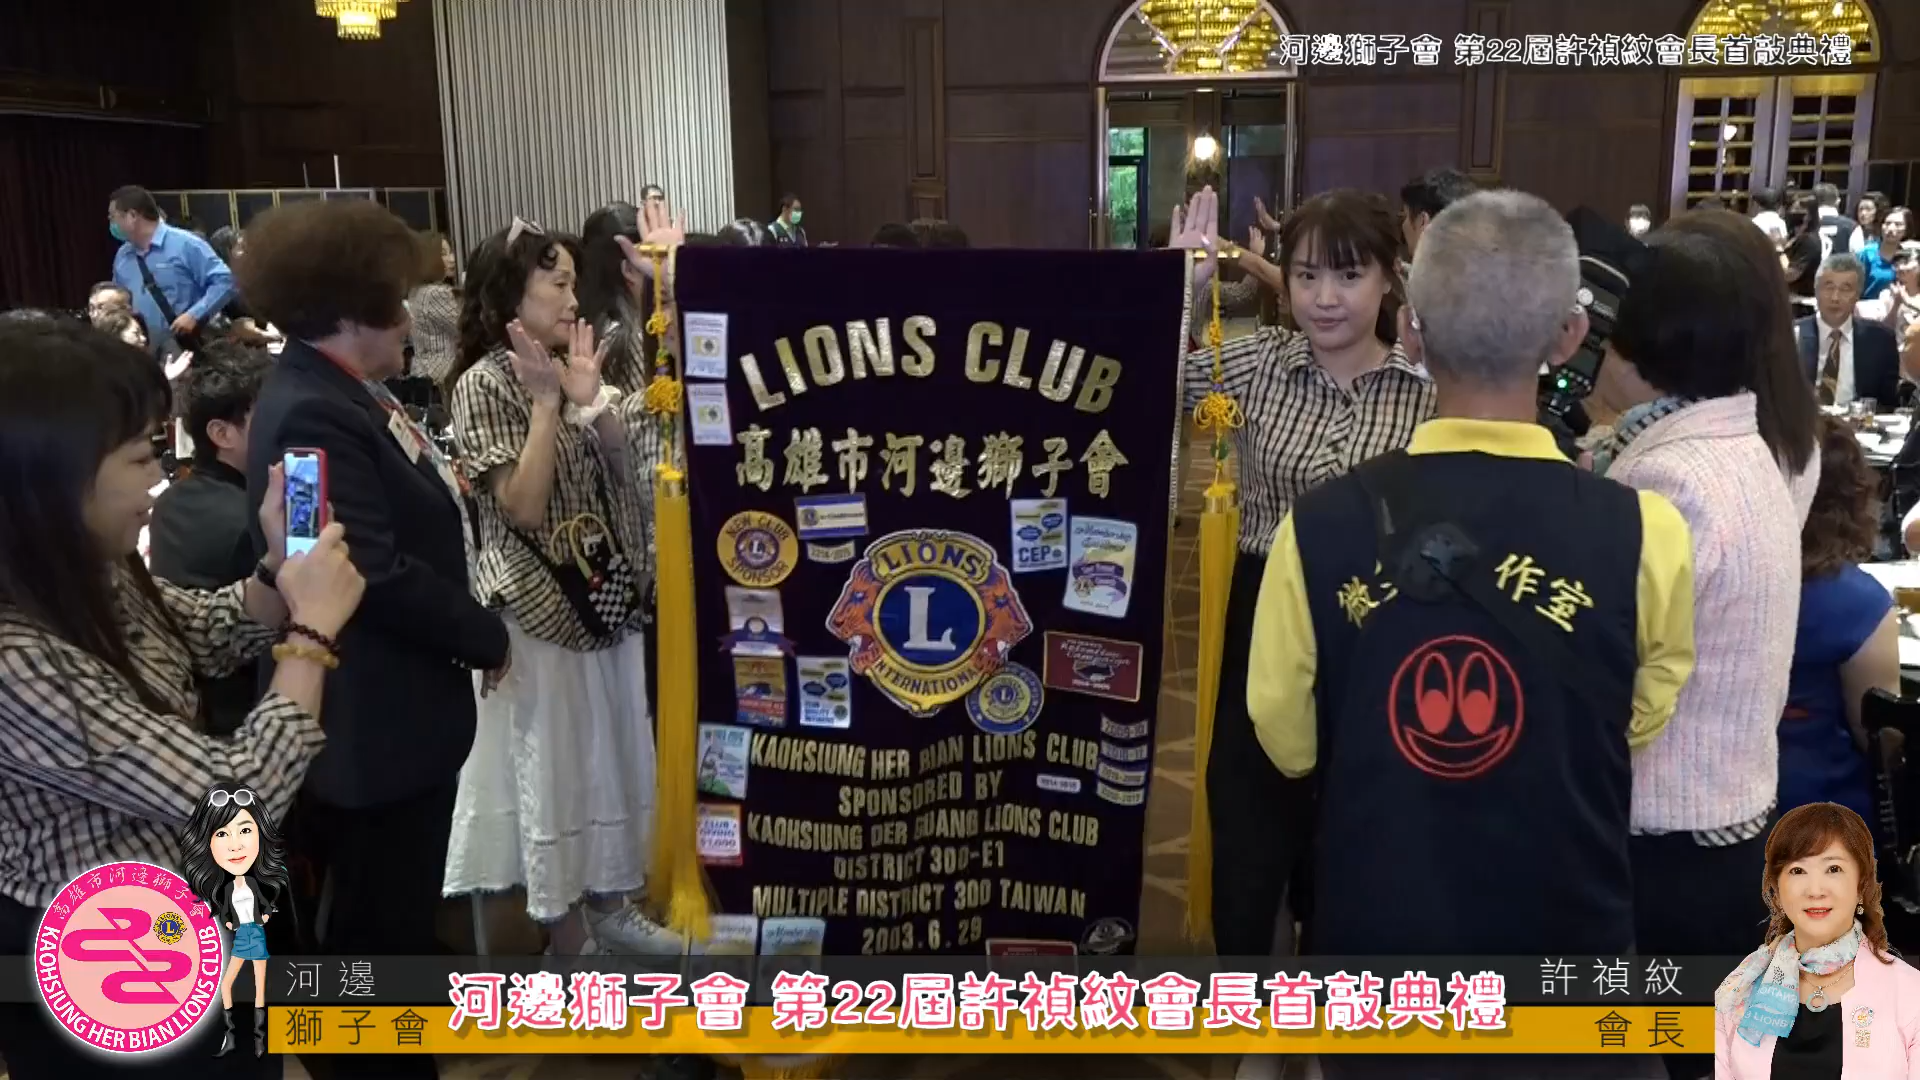 河邊獅子會 第22屆許禎紋會長首敲典禮
LIONS CLUB
高雄市河邊獅子會
NEW CLUB
SPONSOR
2014-2015
CEP
LIONS
L
INTERNATIONAL
KAOHSIUNG HER BIAN LIONS CLUB
SPONSORED BY
KAOHSIUNG DER GUANG LIONS CLUB
DISTRICT 300-E1
MULTIPLE DISTRICT 300 TAIWAN
2003.6.29
作室
高雄市河邊獅子會
KAOHSIUNG HER BIAN LIONS CLUB
河邊
獅子會
河邊獅子會 第22屆許禎紋會長首敲典禮
許禎紋
會長